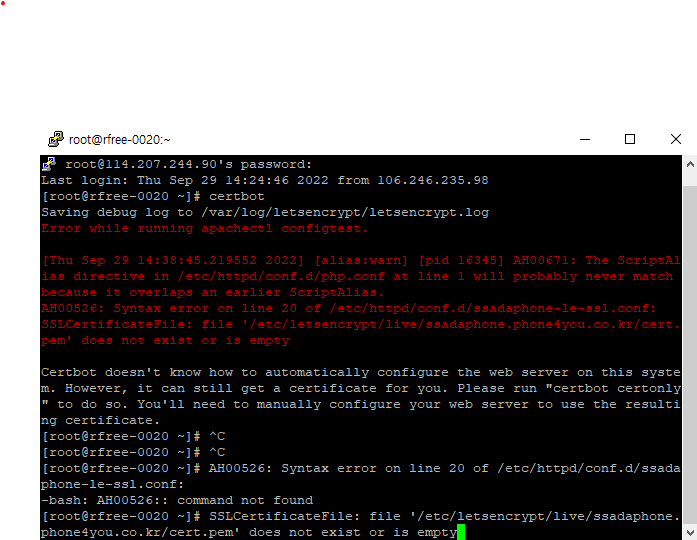 root@rfree-0020:~
root@114.207.244.90's password:
Last login: Thu Sep 29 14:24:46 2022 from 106.246.235.98
[root@rfree-0020 ~]# certbot
Saving debug log to /var/log/letsencrypt/letsencrypt.log
Error while running apachectl configtest.
[Thu Sep 29 14:38:45.219552 2022] [alias:warn] [pid 16345] AH00671: The ScriptAl
ias directive in /etc/httpd/conf.d/php.conf at line 1 will probably never match
because it overlaps an earlier ScriptAlias.
AH00526: Syntax error on line 20 of /etc/httpd/conf.d/ssadaphone-le-ssl.conf:
SSLCertificateFile: file '/etc/letsencrypt/live/ssadaphone.phone4you.co.kr/cert.
pem' does not exist or is empty
Certbot doesn't know how to automatically configure the web server on this syste
m. However, it can still get a certificate for you. Please run "certbot certonly
" to do so. You'll need to manually configure your web server to use the resulti
ng certificate.
[root@rfree-0020 ~]# ^C
[root@rfree-0020 ~]# ^C
[root@rfree-0020 ~]# AH00526: Syntax error on line 20 of /etc/httpd/conf.d/ssada
phone-le-ssl.conf:
-bash: AH00526:: command not found
[root@rfree-0020 ~]# SSLCertificateFile: file '/etc/letsencrypt/live/ssadaphone.
phone4you.co.kr/cert.pem' does not exist or is empty